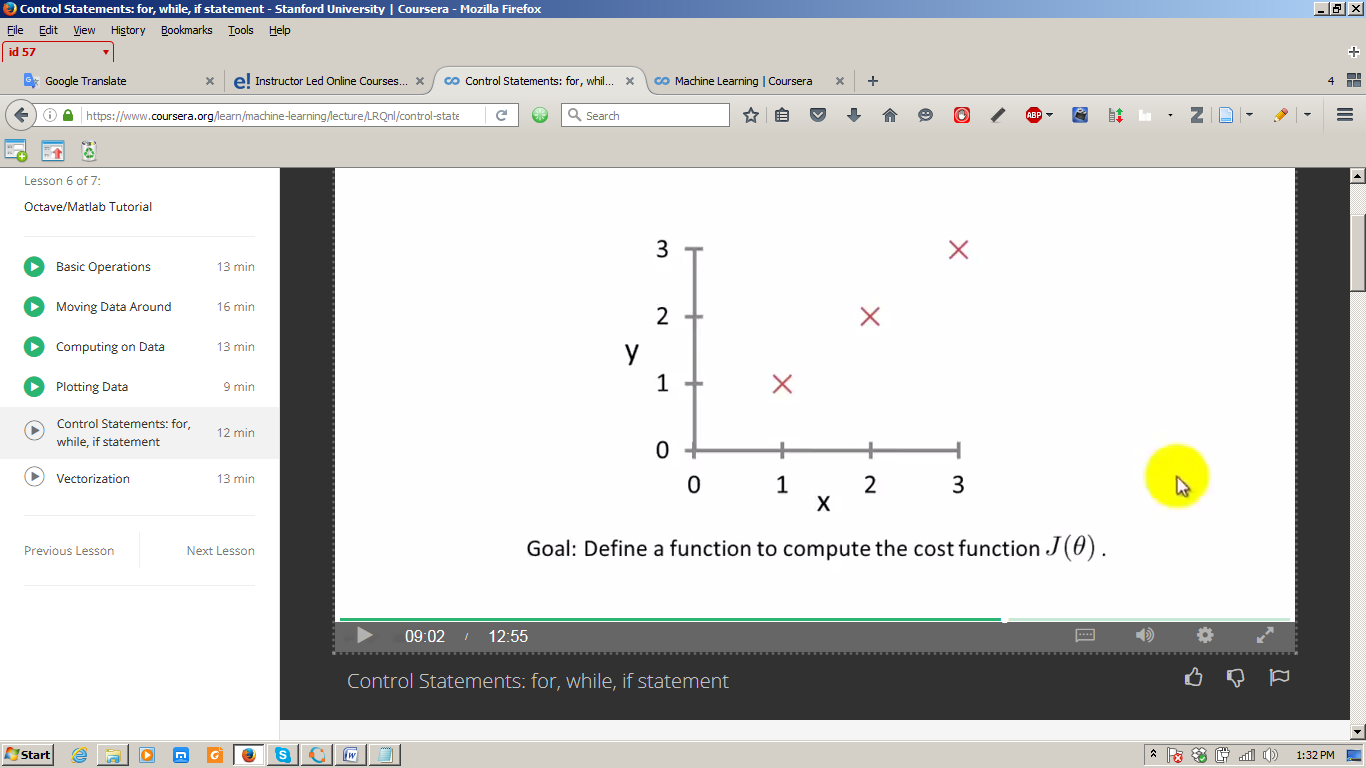 Control Statements: for, while, if statement - Stanford University | Coursera - Mozilla Firefox
File Edit View History Bookmarks Tools Help
id 57
Google Translate
Instructor Led Online Courses...
Control Statements: for, whil...
Machine Learning | Coursera
4
https://www.coursera.org/learn/machine-learning/lecture/LRQnl/control-state
Search
ABP
Z
Lesson 6 of 7:
Octave/Matlab Tutorial
Basic Operations 13 min
Moving Data Around 16 min
Computing on Data 13 min
Plotting Data 9 min
Control Statements: for,
while, if statement 12 min
Vectorization 13 min
Previous Lesson Next Lesson
3
2
y
1
0
0 1 2 3
x
Goal: Define a function to compute the cost function J(θ) .
09:02 / 12:55
Control Statements: for, while, if statement
Start
1:32 PM